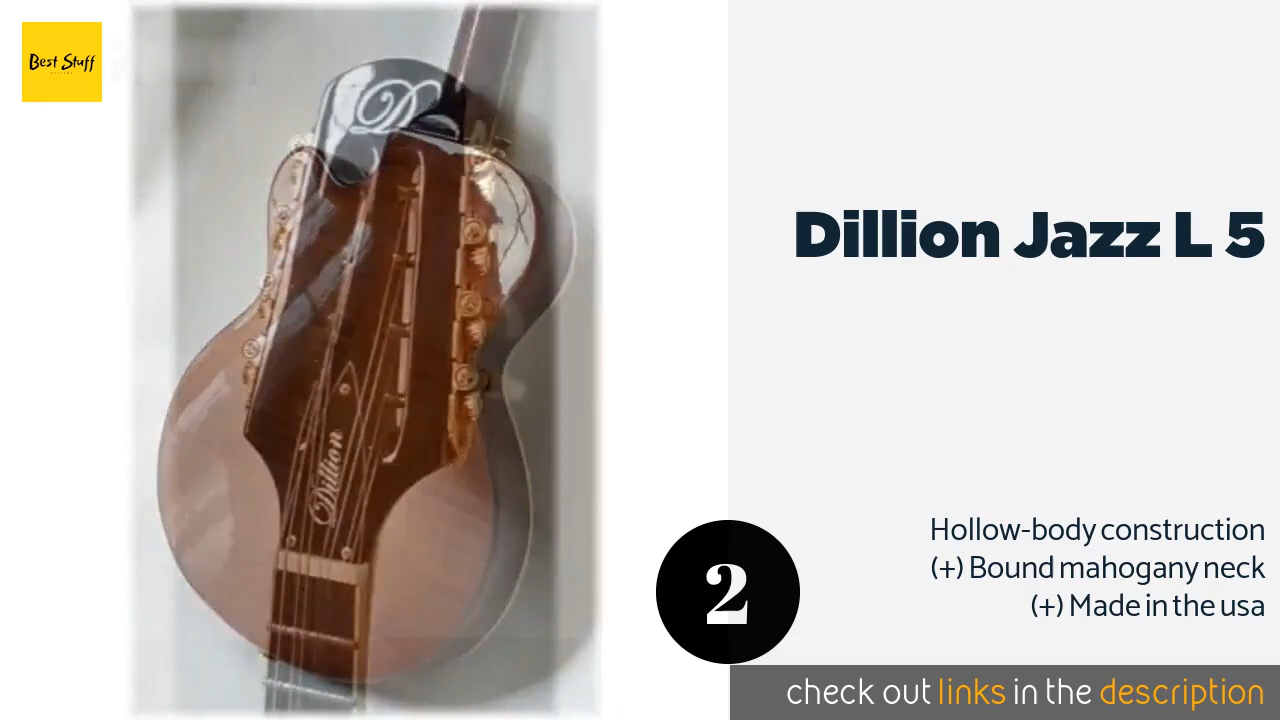 Best Stuff
D
Dillion
Dillion Jazz L 5
Hollow-body construction
(+) Bound mahogany neck
(+) Made in the usa
2
check out links in the description